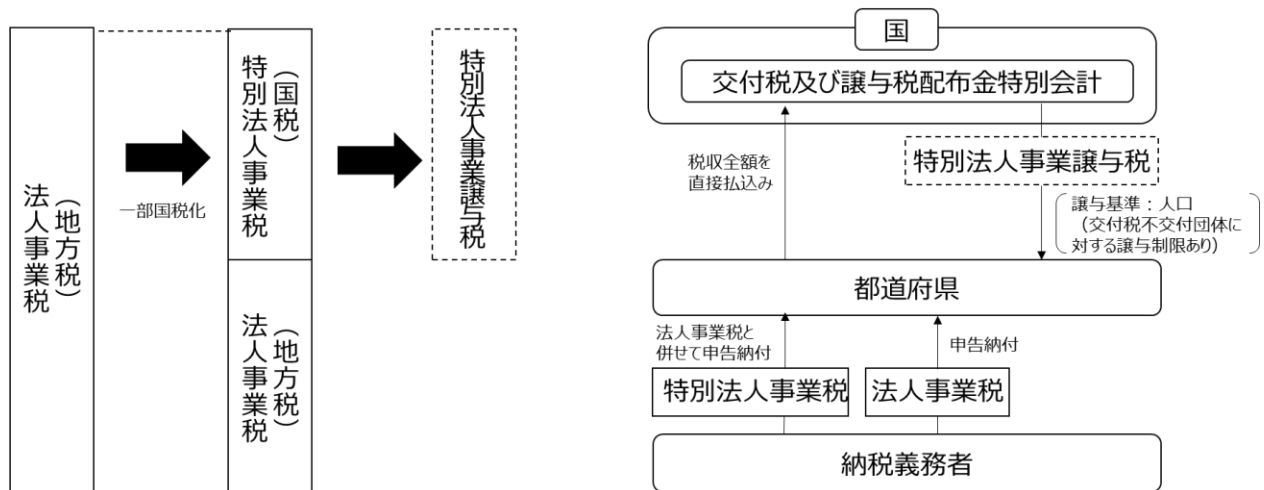 法人事業税
（地方税）
一部国税化
特別法人事業税
（国税）
法人事業税
（地方税）
特別法人事業譲与税
国
交付税及び譲与税配布金特別会計
税収全額を
直接払込み
特別法人事業譲与税
譲与基準：人口
（交付税不交付団体に
対する譲与制限あり）
都道府県
法人事業税と
併せて申告納付
申告納付
特別法人事業税
法人事業税
納税義務者